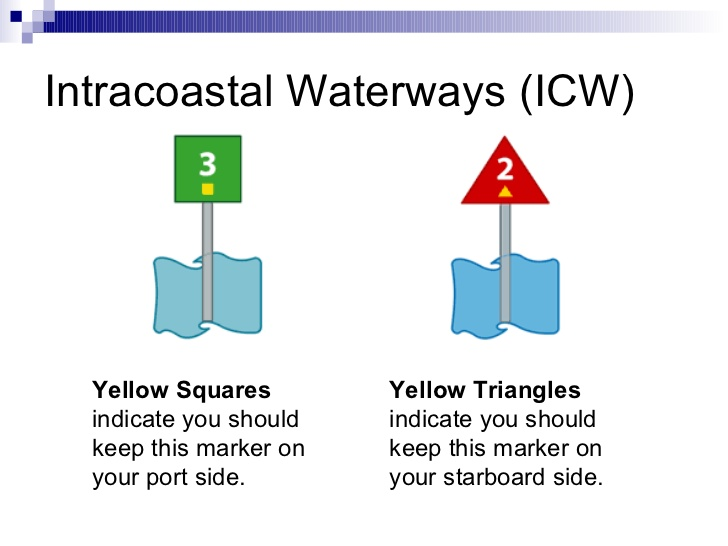 Intracoastal Waterways (ICW)
3
2
Yellow Squares
indicate you should
keep this marker on
your port side.
Yellow Triangles
indicate you should
keep this marker on
your starboard side.